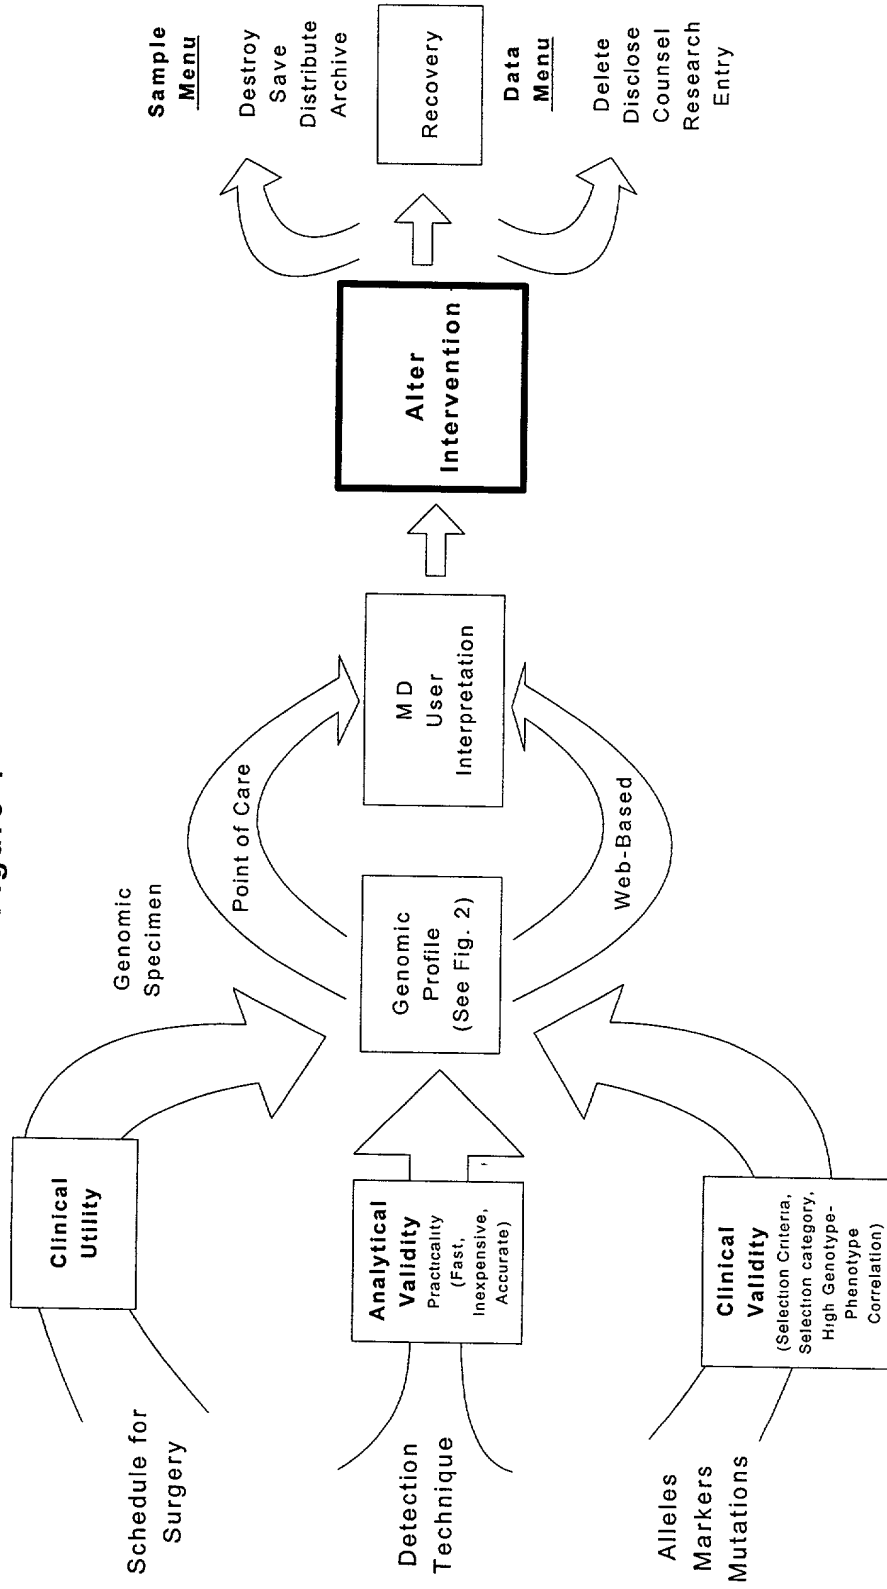 Figure
Schedule for
Surgery
Clinical
Utility
Genomic
Specimen
Detection
Technique
Analytical
Validity
Practicality
(Fast,
Inexpensive,
Accurate)
Alleles
Markers
Mutations
Clinical
Validity
(Selection Criteria,
Selection category,
High Genotype-
Phenotype
Correlation)
Genomic
Profile
(See Fig. 2)
Point of Care
Web-Based
MD
User
Interpretation
Alter
Intervention
Sample
Menu
Destroy
Save
Distribute
Archive
Recovery
Data
Menu
Delete
Disclose
Counsel
Research
Entry